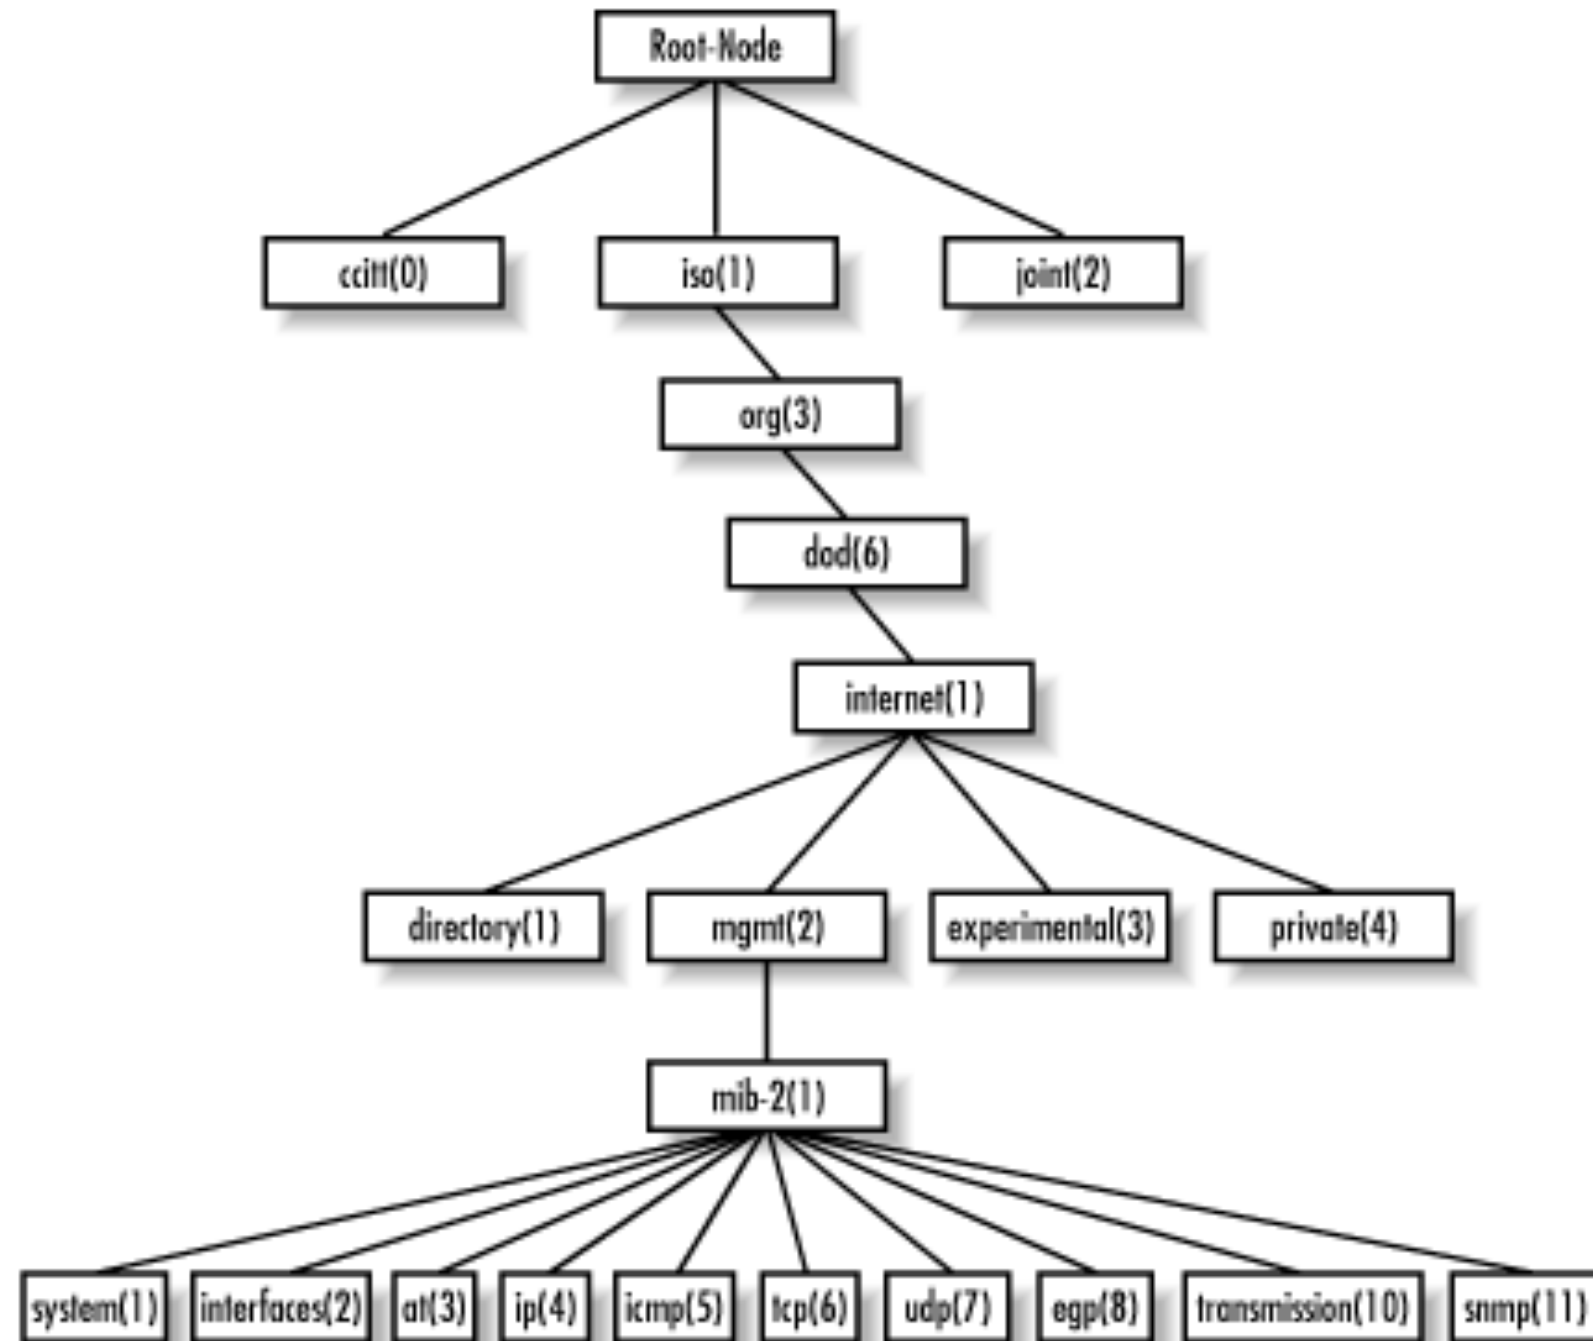 Root-Node
ccitt(0)
iso(1)
joint(2)
org(3)
dod(6)
internet(1)
directory(1)
mgmt(2)
experimental(3)
private(4)
mib-2(1)
system(1)
interfaces(2)
at(3)
ip(4)
icmp(5)
tcp(6)
udp(7)
egp(8)
transmission(10)
snmp(11)